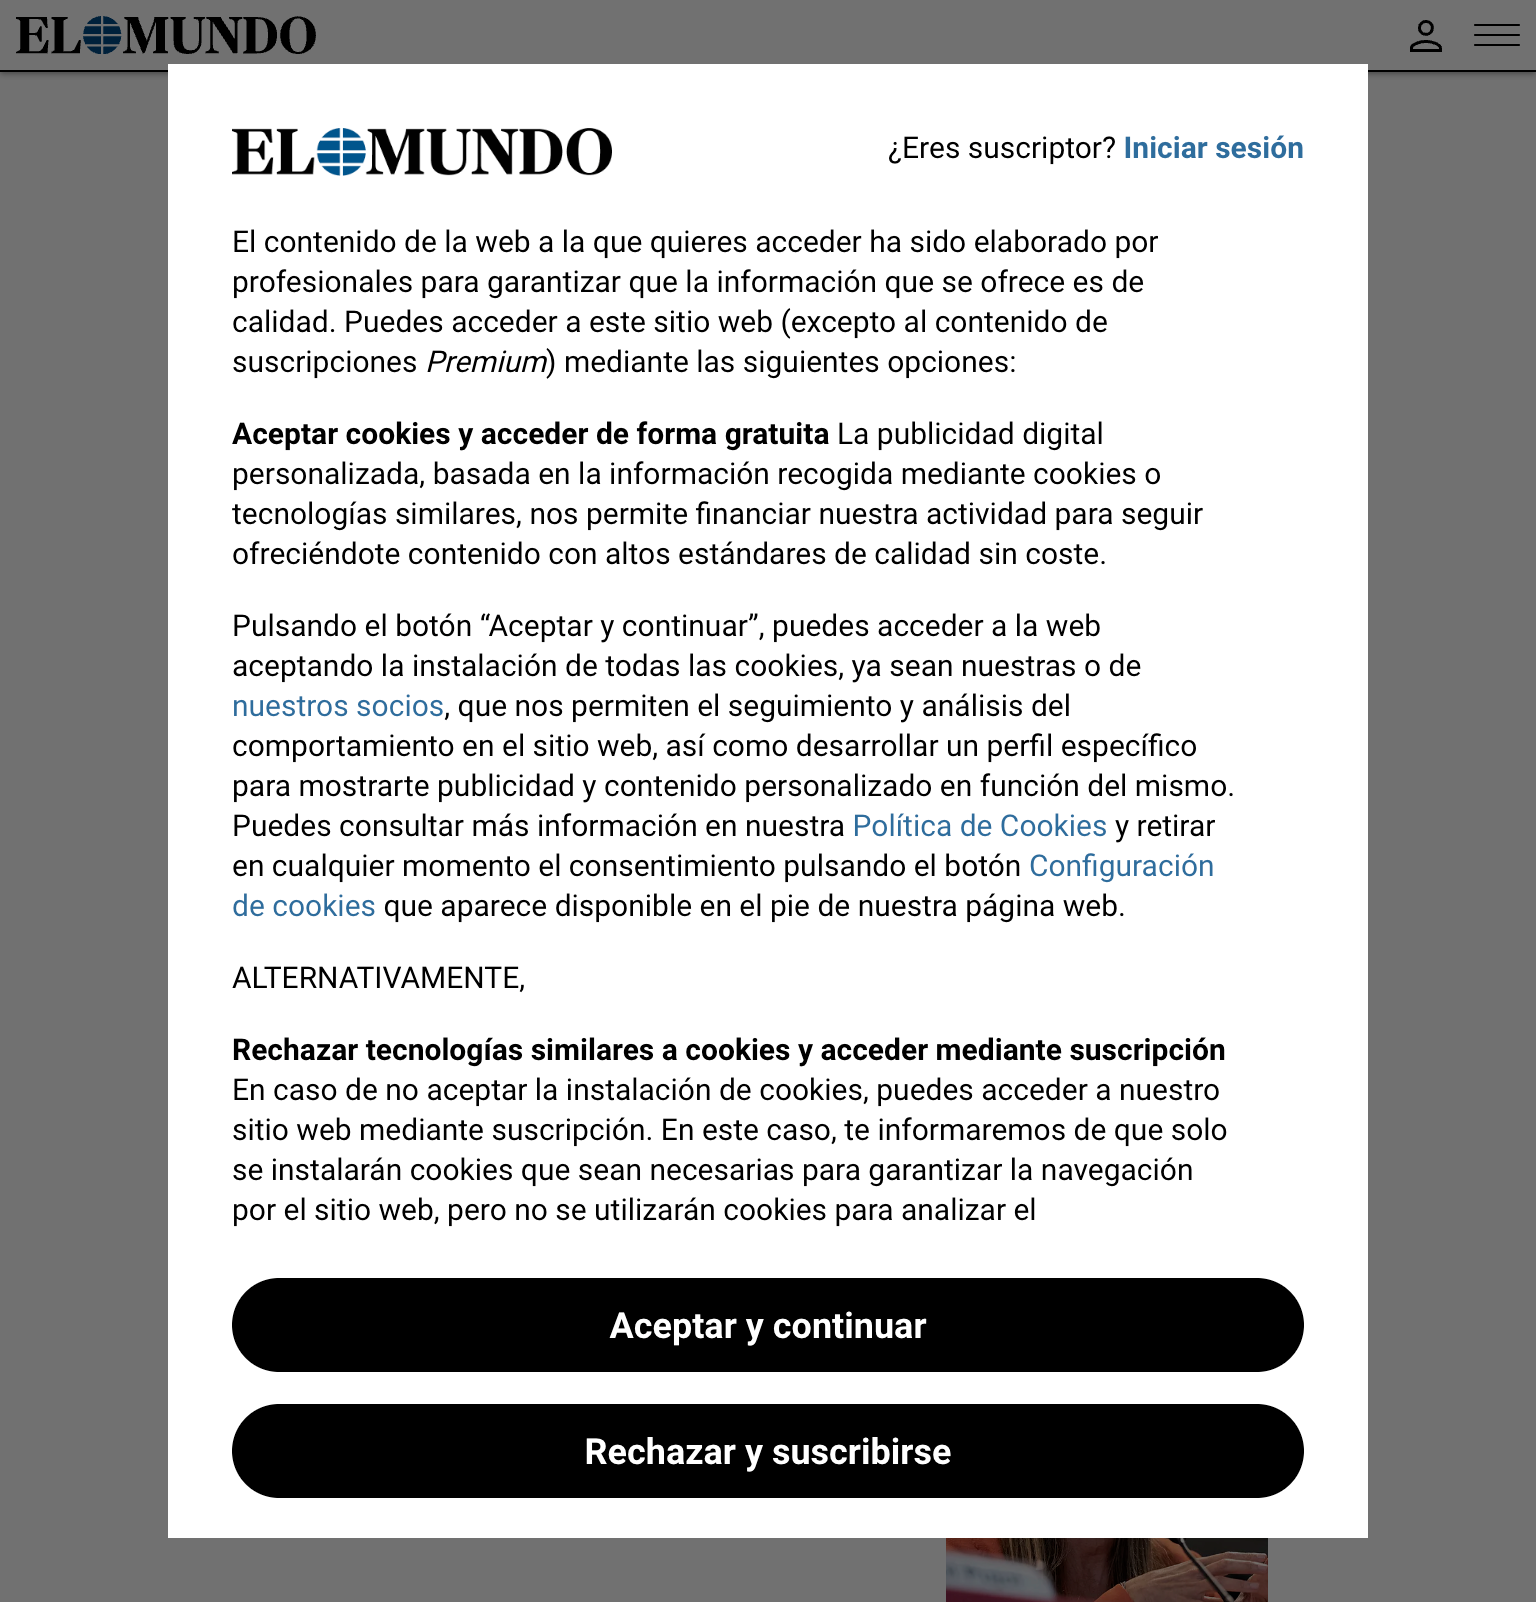 EL MUNDO
EL MUNDO
¿Eres suscriptor? Iniciar sesión
El contenido de la web a la que quieres acceder ha sido elaborado por
profesionales para garantizar que la información que se ofrece es de
calidad. Puedes acceder a este sitio web (excepto al contenido de
suscripciones Premium) mediante las siguientes opciones:
Aceptar cookies y acceder de forma gratuita La publicidad digital
personalizada, basada en la información recogida mediante cookies o
tecnologías similares, nos permite financiar nuestra actividad para seguir
ofreciéndote contenido con altos estándares de calidad sin coste.
Pulsando el botón “Aceptar y continuar”, puedes acceder a la web
aceptando la instalación de todas las cookies, ya sean nuestras o de
nuestros socios, que nos permiten el seguimiento y análisis del
comportamiento en el sitio web, así como desarrollar un perfil específico
para mostrarte publicidad y contenido personalizado en función del mismo.
Puedes consultar más información en nuestra Política de Cookies y retirar
en cualquier momento el consentimiento pulsando el botón Configuración
de cookies que aparece disponible en el pie de nuestra página web.
ALTERNATIVAMENTE,
Rechazar tecnologías similares a cookies y acceder mediante suscripción
En caso de no aceptar la instalación de cookies, puedes acceder a nuestro
sitio web mediante suscripción. En este caso, te informaremos de que solo
se instalarán cookies que sean necesarias para garantizar la navegación
por el sitio web, pero no se utilizarán cookies para analizar el
Aceptar y continuar
Rechazar y suscribirse